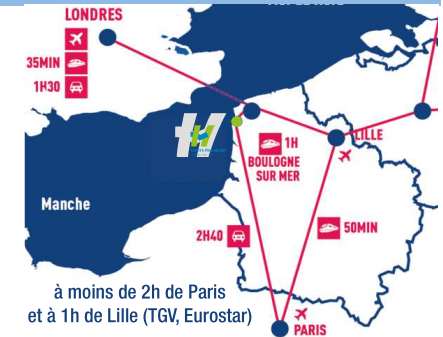 LONDRES
35MIN
1H30
LILLE
1H
BOULOGNE
SUR MER
Manche
2H40
50MIN
à moins de 2h de Paris
et à 1h de Lille (TGV, Eurostar)
PARIS